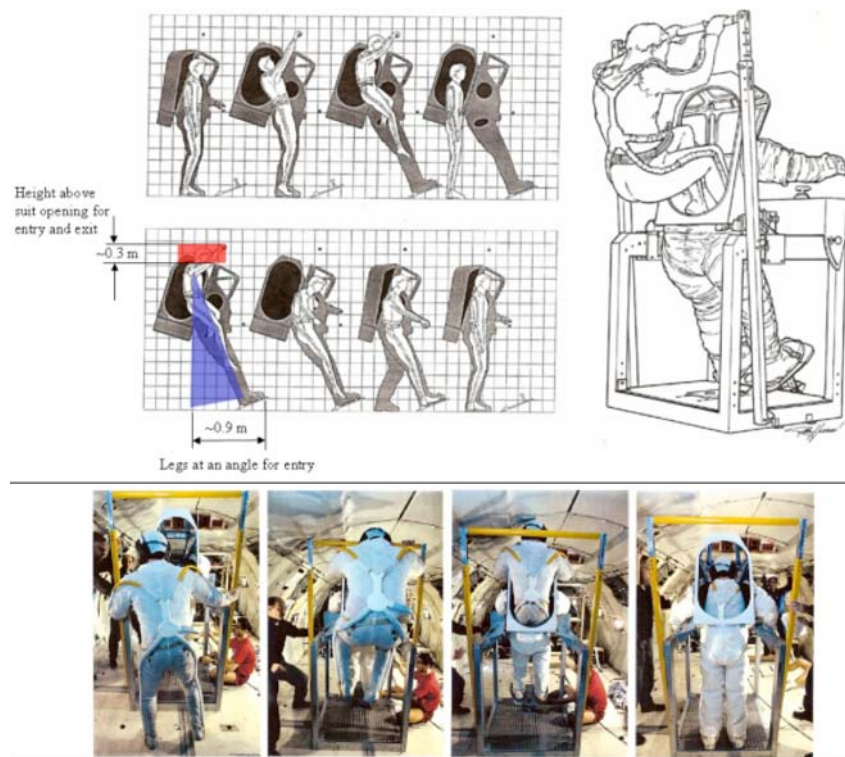 Height above
suit opening for
entry and exit
~0.3 m
~0.9 m
Legs at an angle for entry